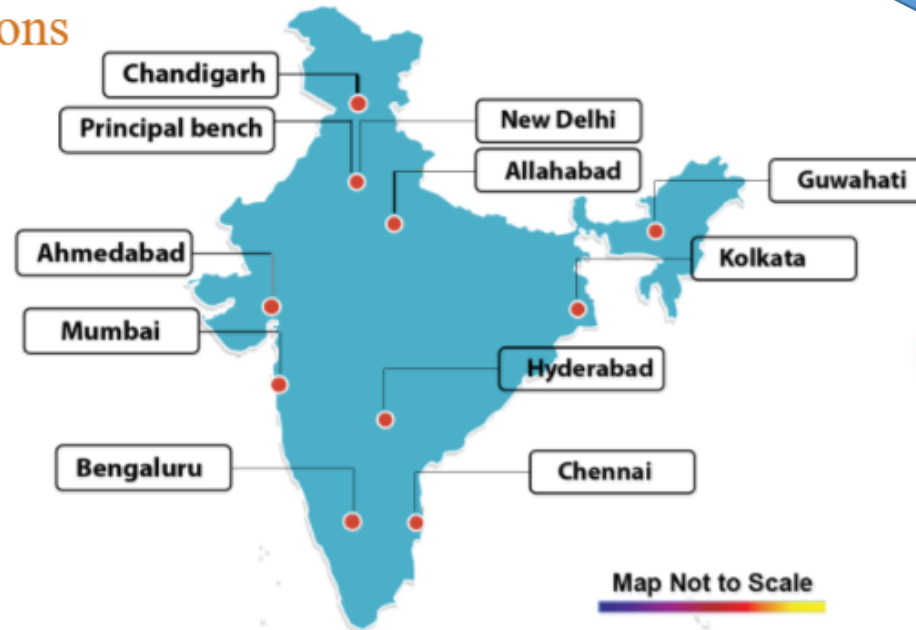 ons
Chandigarh
Principal bench
New Delhi
Allahabad
Guwahati
Ahmedabad
Kolkata
Mumbai
Hyderabad
Bengaluru
Chennai
Map Not to Scale